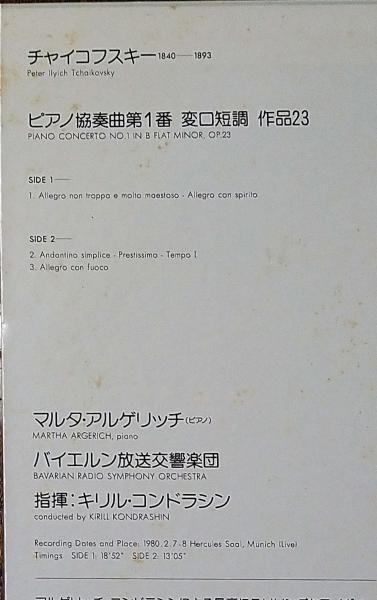 チャイコフスキー 1840—1893
Peter Ilyich Tchaikovsky
ピアノ協奏曲第1番 変ロ短調 作品23
PIANO CONCERTO NO.1 IN B FLAT MINOR, OP.23
SIDE 1—
1. Allegro non troppo e molto maestoso - Allegro con spirito
SIDE 2—
2. Andantino simplice - Prestissimo - Tempo I
3. Allegro con fuoco
マルタ・アルゲリッチ(ピアノ)
MARTHA ARGERICH, piano
バイエルン放送交響楽団
BAVARIAN RADIO SYMPHONY ORCHESTRA
指揮：キリル・コンドラシン
conducted by KIRILL KONDRASHIN
Recording Dates and Place: 1980.2.7-8 Hercules Saal, Munich (Live)
Timings SIDE 1: 18'52" SIDE 2: 13'05"